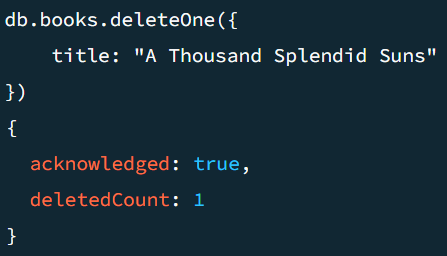 db.books.deleteOne({
    title: "A Thousand Splendid Suns"
})
{
  acknowledged: true,
  deletedCount: 1
}